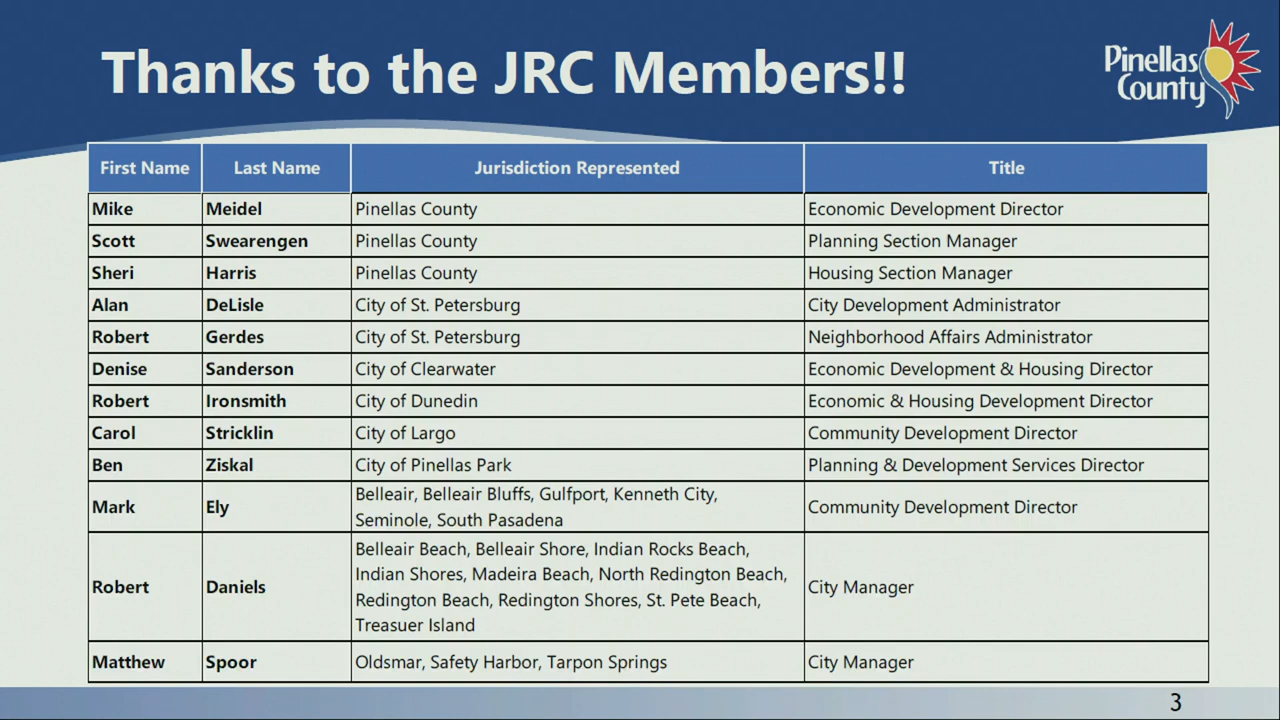 Thanks to the JRC Members!!
Pinellas
County
First Name Last Name Jurisdiction Represented Title
Mike Meidel Pinellas County Economic Development Director
Scott Swearengen Pinellas County Planning Section Manager
Sheri Harris Pinellas County Housing Section Manager
Alan DeLisle City of St. Petersburg City Development Administrator
Robert Gerdes City of St. Petersburg Neighborhood Affairs Administrator
Denise Sanderson City of Clearwater Economic Development & Housing Director
Robert Ironsmith City of Dunedin Economic & Housing Development Director
Carol Stricklin City of Largo Community Development Director
Ben Ziskal City of Pinellas Park Planning & Development Services Director
Mark Ely Belleair, Belleair Bluffs, Gulfport, Kenneth City,
Seminole, South Pasadena Community Development Director
Robert Daniels Belleair Beach, Belleair Shore, Indian Rocks Beach,
Indian Shores, Madeira Beach, North Redington Beach,
Redington Beach, Redington Shores, St. Pete Beach,
Treasuer Island City Manager
Matthew Spoor Oldsmar, Safety Harbor, Tarpon Springs City Manager
3